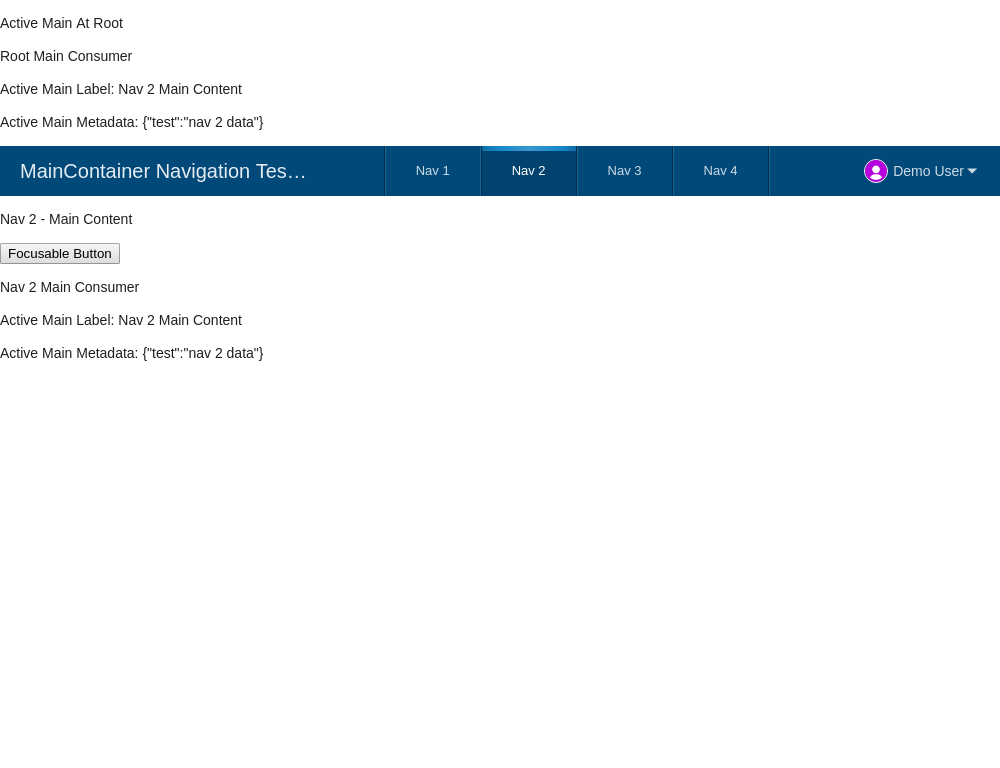 Active Main At Root
Root Main Consumer
Active Main Label: Nav 2 Main Content
Active Main Metadata: {"test":"nav 2 data"}
MainContainer Navigation Tes… Nav 1 Nav 2 Nav 3 Nav 4 Demo User
Nav 2 - Main Content
Focusable Button
Nav 2 Main Consumer
Active Main Label: Nav 2 Main Content
Active Main Metadata: {"test":"nav 2 data"}